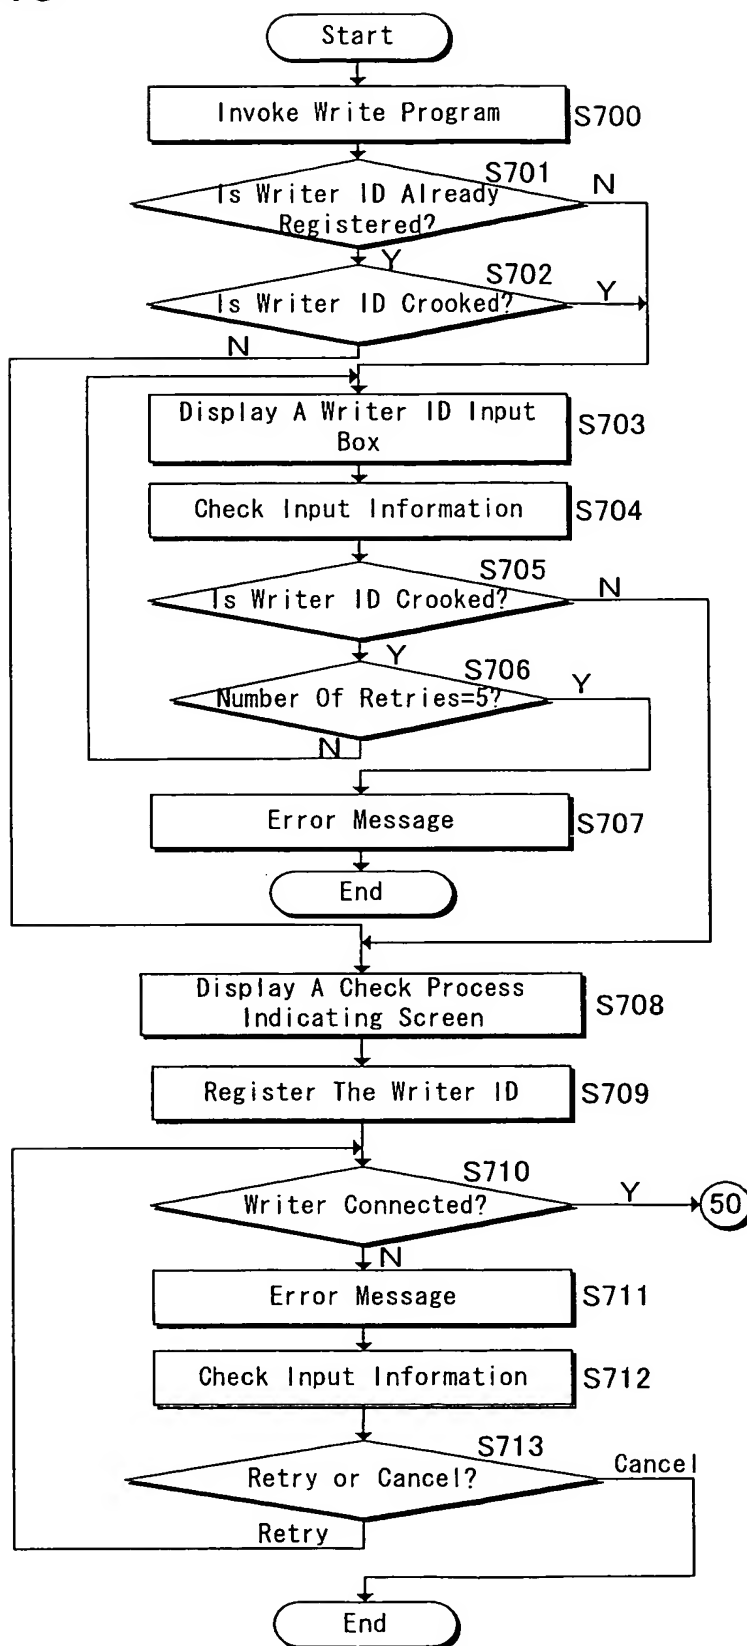 Start
Invoke Write Program
S700
S701
Is Writer ID Already
Registered?
N
Y
S702
Is Writer ID Crooked?
Y
N
Display A Writer ID Input
Box
S703
Check Input Information
S704
S705
Is Writer ID Crooked?
N
Y
S706
Number Of Retries=5?
Y
N
Error Message
S707
End
Display A Check Process
Indicating Screen
S708
Register The Writer ID
S709
S710
Writer Connected?
Y
50
N
Error Message
S711
Check Input Information
S712
S713
Retry or Cancel?
Cancel
Retry
End